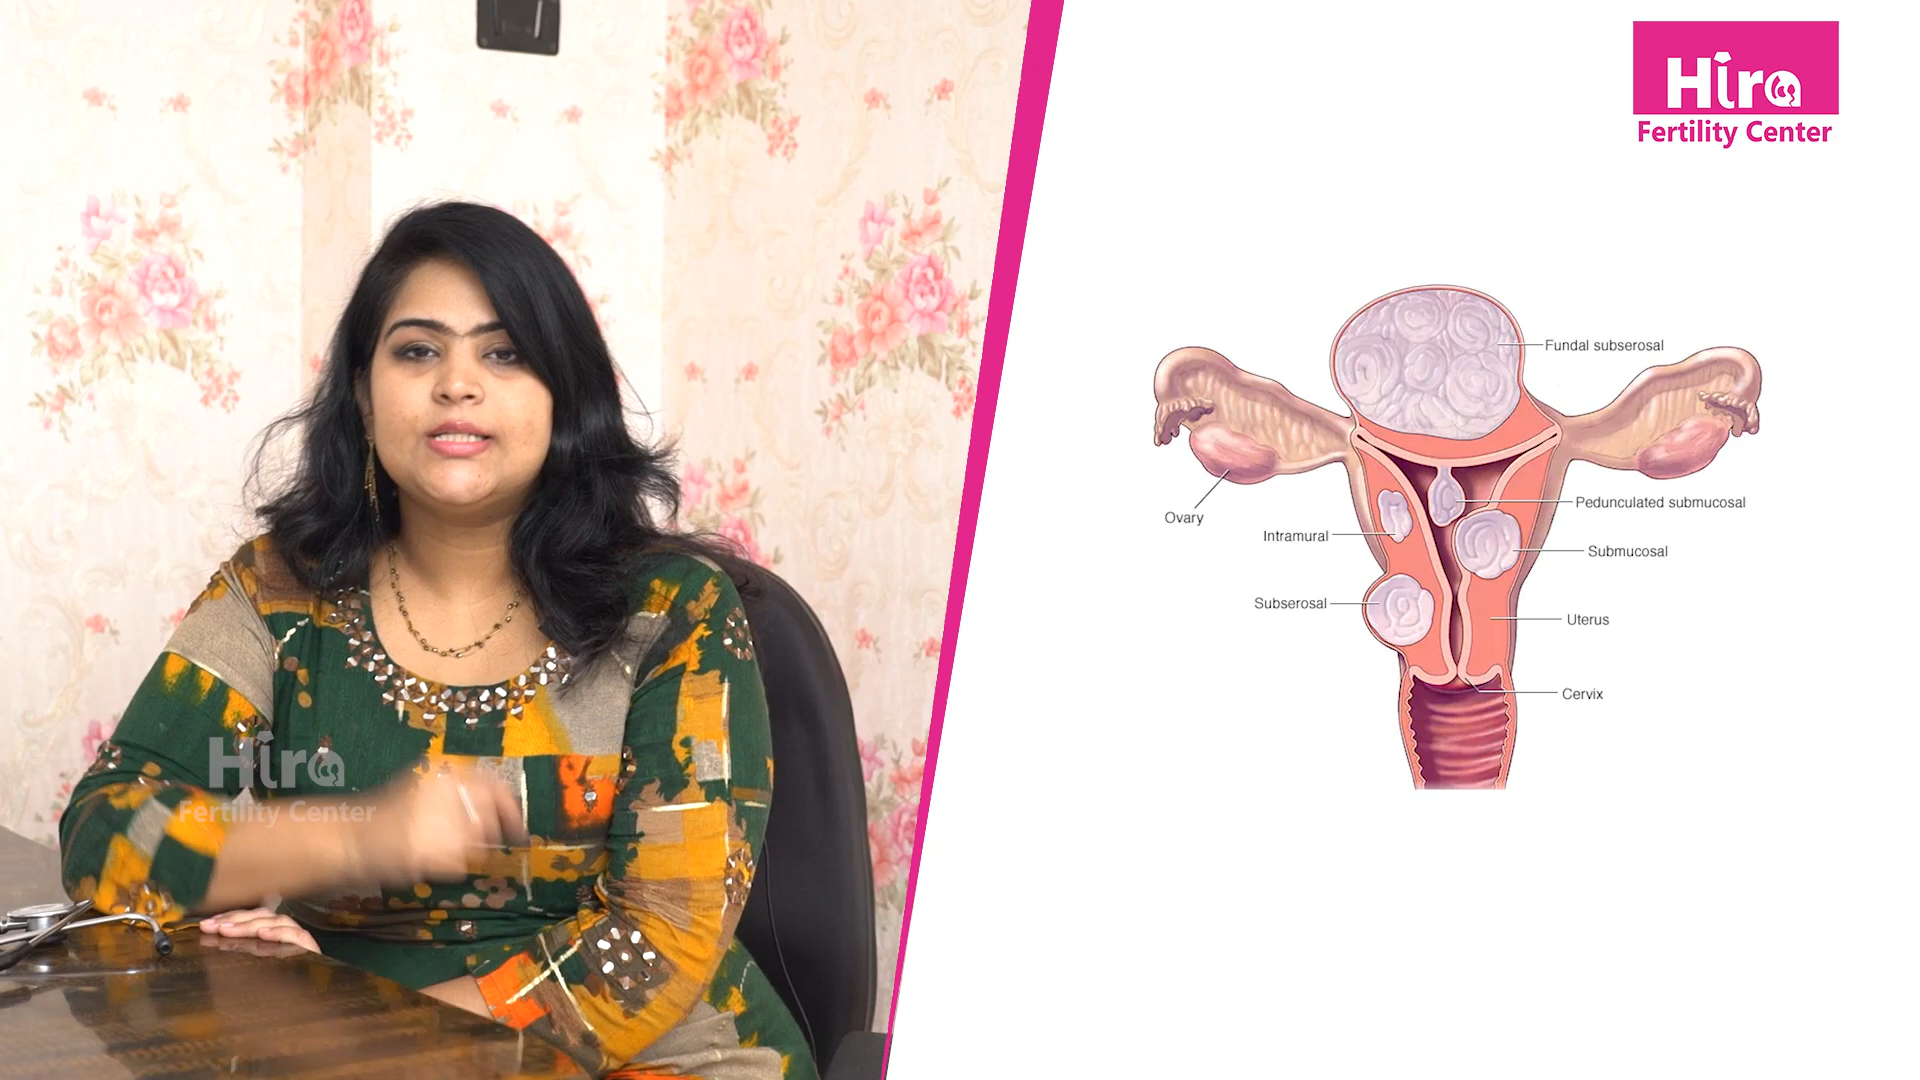 Hira
Fertility Center
Fundal subserosal
Pedunculated submucosal
Ovary
Intramural
Submucosal
Subserosal
Uterus
Cervix
Hira
Fertility Center